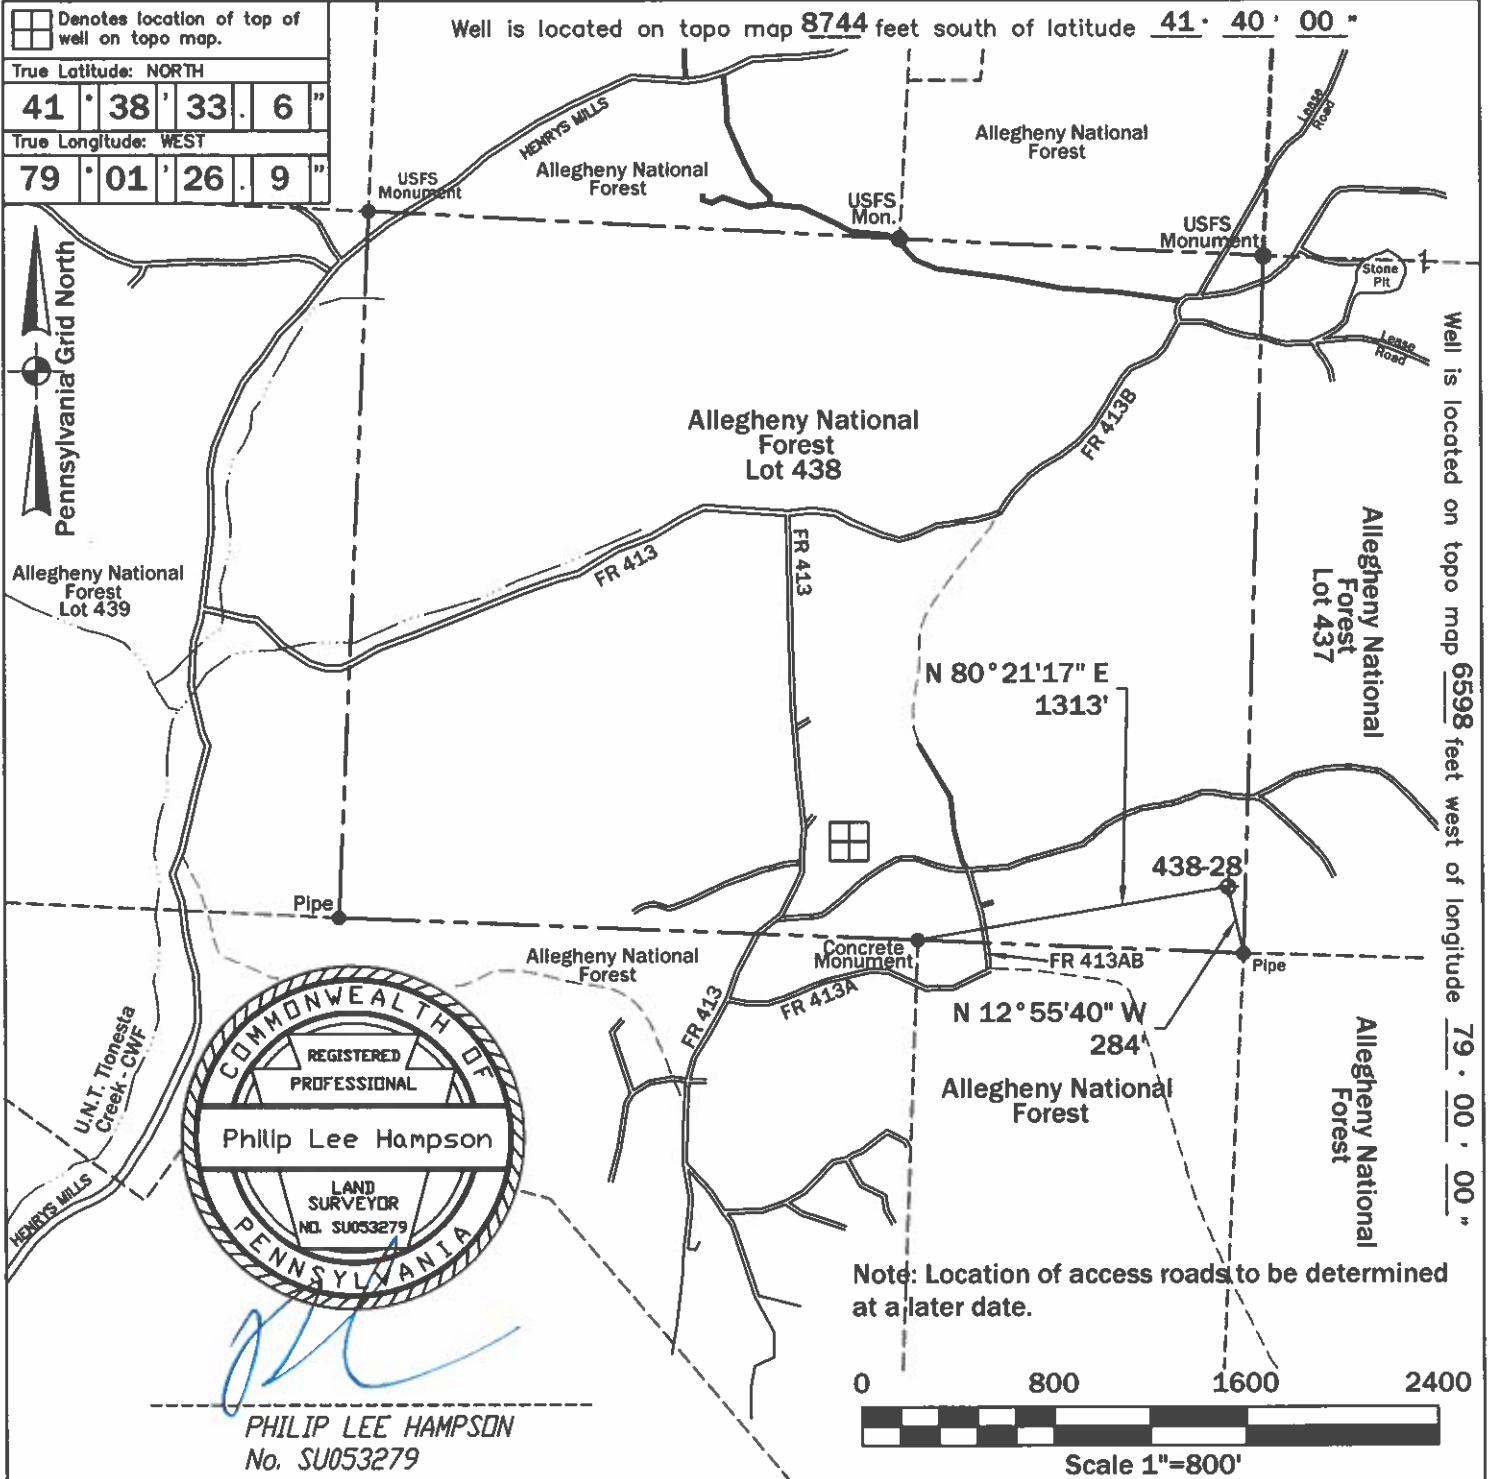 Denotes location of top of
well on topo map.
True Latitude: NORTH
41 ° 38 ' 33 . 6 "
True Longitude: WEST
79 ° 01 ' 26 . 9 "
Well is located on topo map 8744 feet south of latitude 41 ° 40 ' 00 "
HENRYS MILLS
Allegheny National
Forest
Allegheny National
Forest
Lease
Road
USFS
Monument
USFS
Mon.
USFS
Monument
Stone
Pit
Lease
Road
Pennsylvania Grid North
Well is located on topo map 6598 feet west of longitude 79 ° 00 ' 00 "
Allegheny National
Forest
Lot 438
FR 413B
FR 413
FR 413
Allegheny National
Forest
Lot 439
Allegheny National
Forest
Lot 437
N 80°21'17" E
1313'
438-28
Pipe
Concrete
Monument
FR 413AB
Pipe
Allegheny National
Forest
FR 413
FR 413A
N 12°55'40" W
284'
Allegheny National
Forest
Allegheny National
Forest
U.N.T. Tionesta
Creek - CWF
HENRYS MILLS
COMMONWEALTH OF
REGISTERED
PROFESSIONAL
Philip Lee Hampson
LAND
SURVEYOR
NO. SU053279
PENNSYLVANIA
Note: Location of access roads to be determined
at a later date.
PHILIP LEE HAMPSON
No. SU053279
0 800 1600 2400
Scale 1"=800'